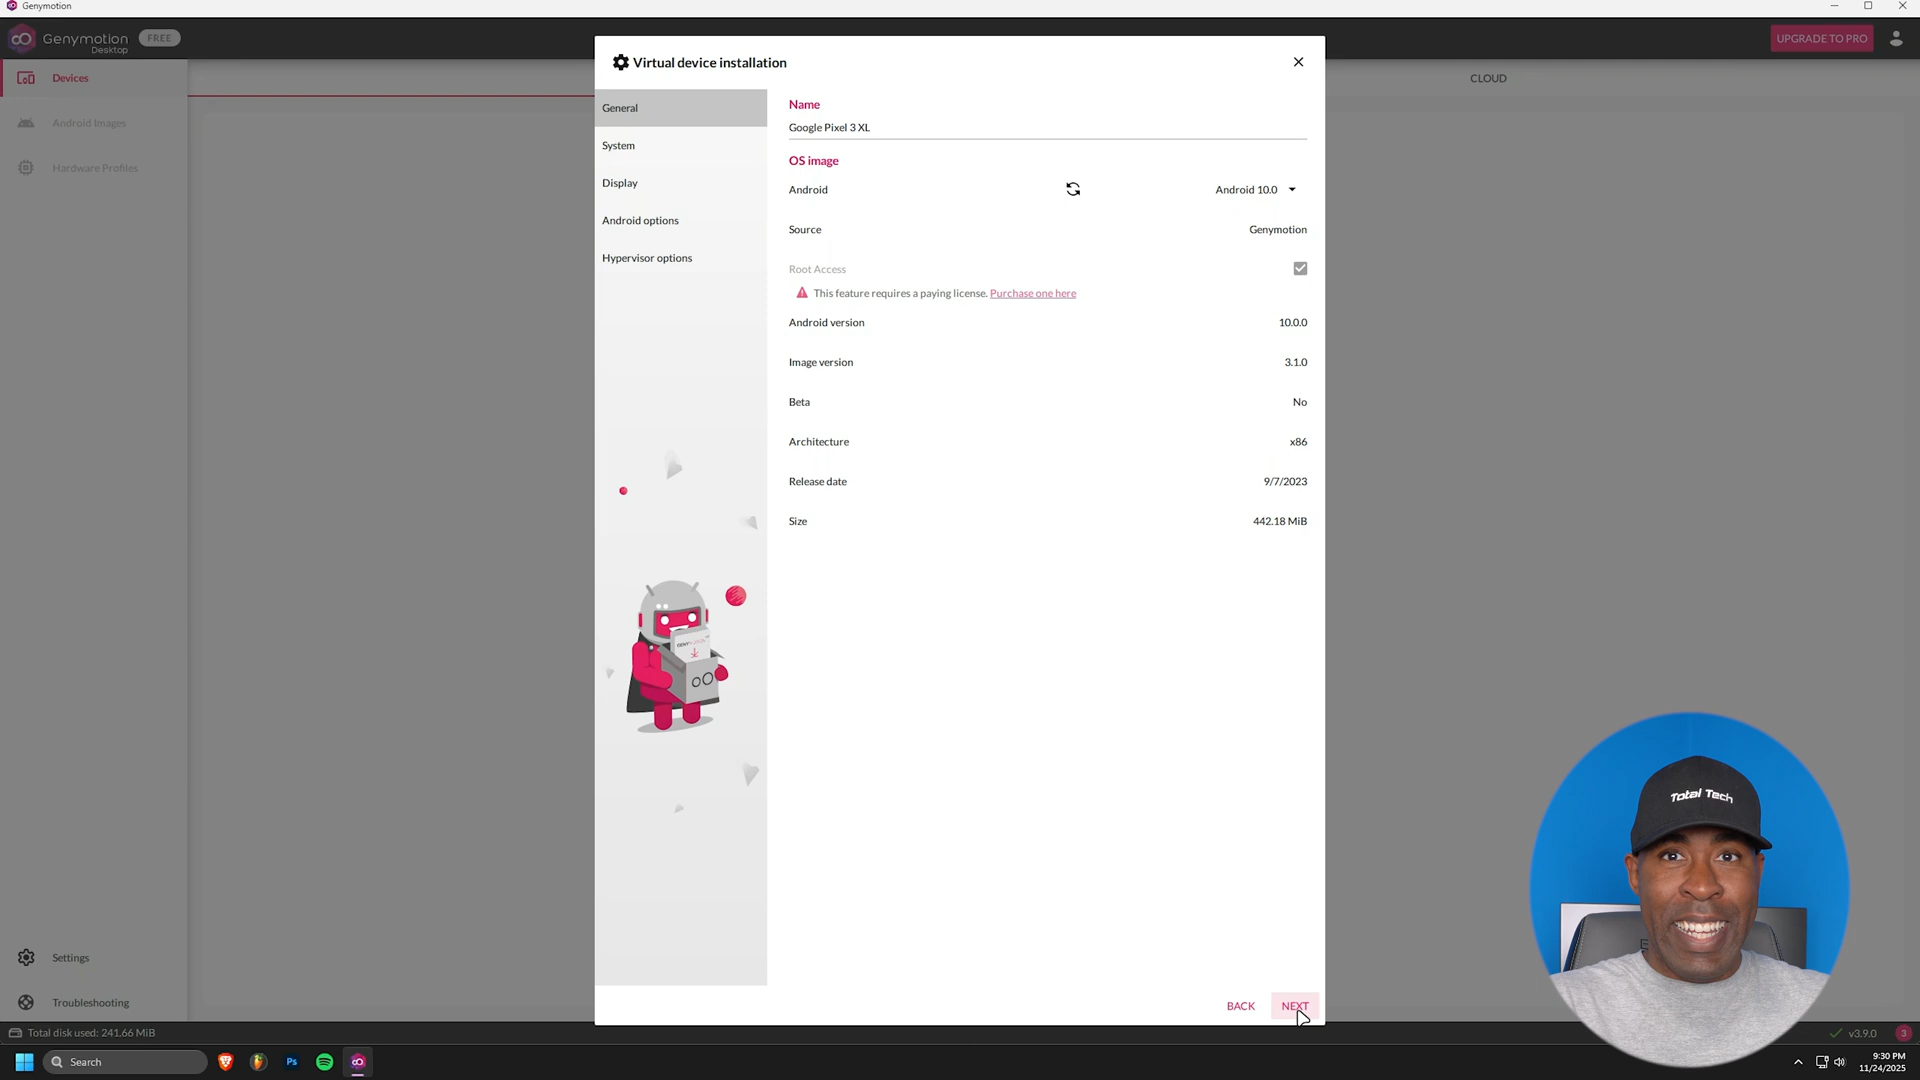 Genymotion
Genymotion
Desktop
FREE
UPGRADE TO PRO
Devices
Android Images
Hardware Profiles
Settings
Troubleshooting
CLOUD
Virtual device installation
General
System
Display
Android options
Hypervisor options
Name
Google Pixel 3 XL
OS image
Android
Android 10.0
Source
Genymotion
Root Access
This feature requires a paying license. Purchase one here
Android version
10.0.0
Image version
3.1.0
Beta
No
Architecture
x86
Release date
9/7/2023
Size
442.18 MiB
BACK
NEXT
Total Tech
Total disk used: 241.66 MiB
v3.9.0
3
Search
Ps
9:30 PM
11/24/2025